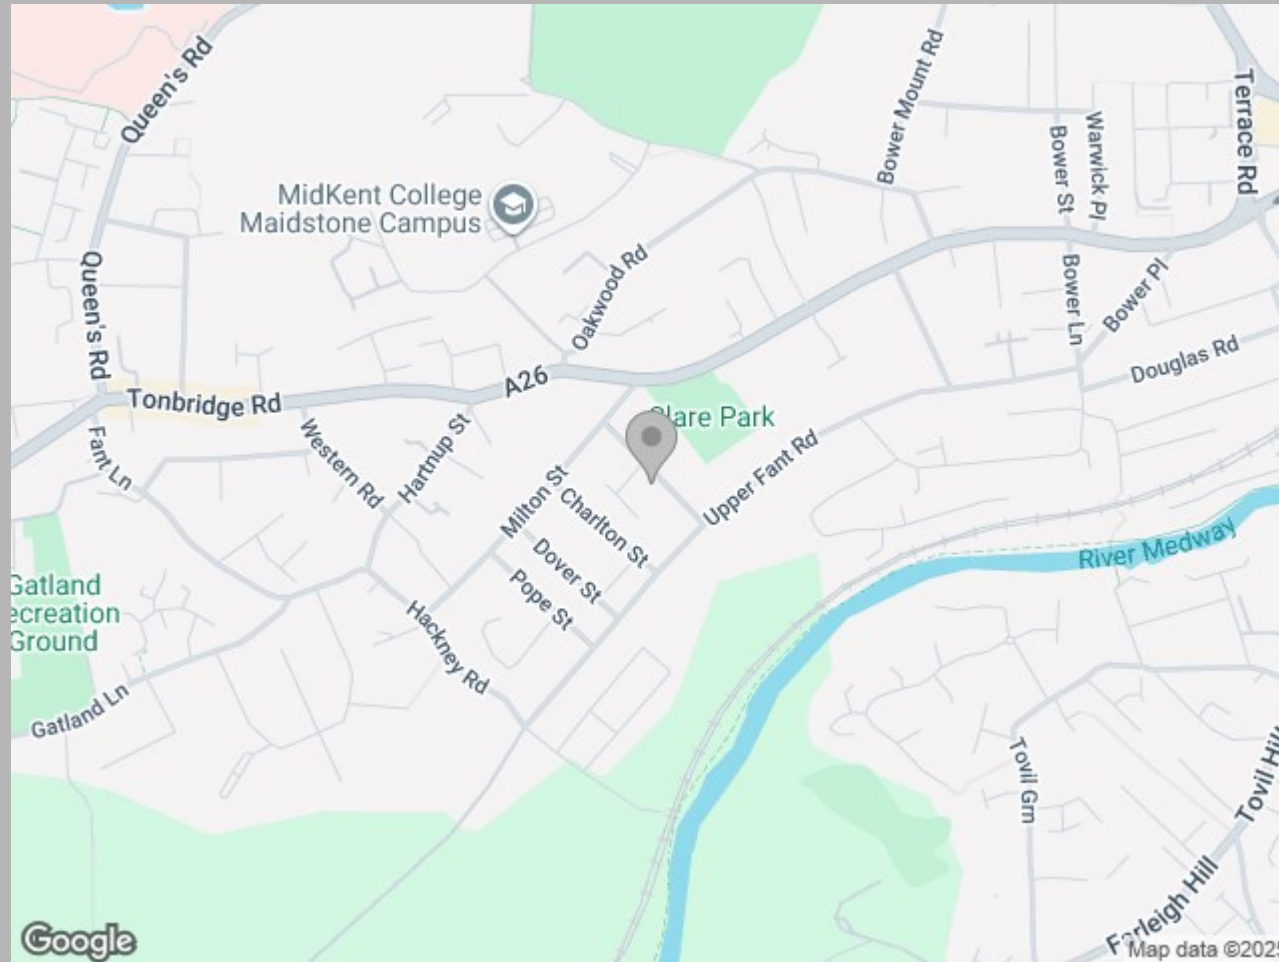 Queen's Rd
Bower Mount Rd
Terrace Rd
Warwick Pl
Bower St
MidKent College
Maidstone Campus
Queen's Rd
Oakwood Rd
Bower Ln
Bower Pl
Douglas Rd
A26
Tonbridge Rd
lare Park
Fant Ln
Western Rd
Hartnup St
Milton St
Charlton St
Upper Fant Rd
River Medway
Dover St
Pope St
Gatland
ecreation
Ground
Hackney Rd
Gatland Ln
Tovil Grn
Tovil Hill
Farleigh Hill
Google
Map data ©2025